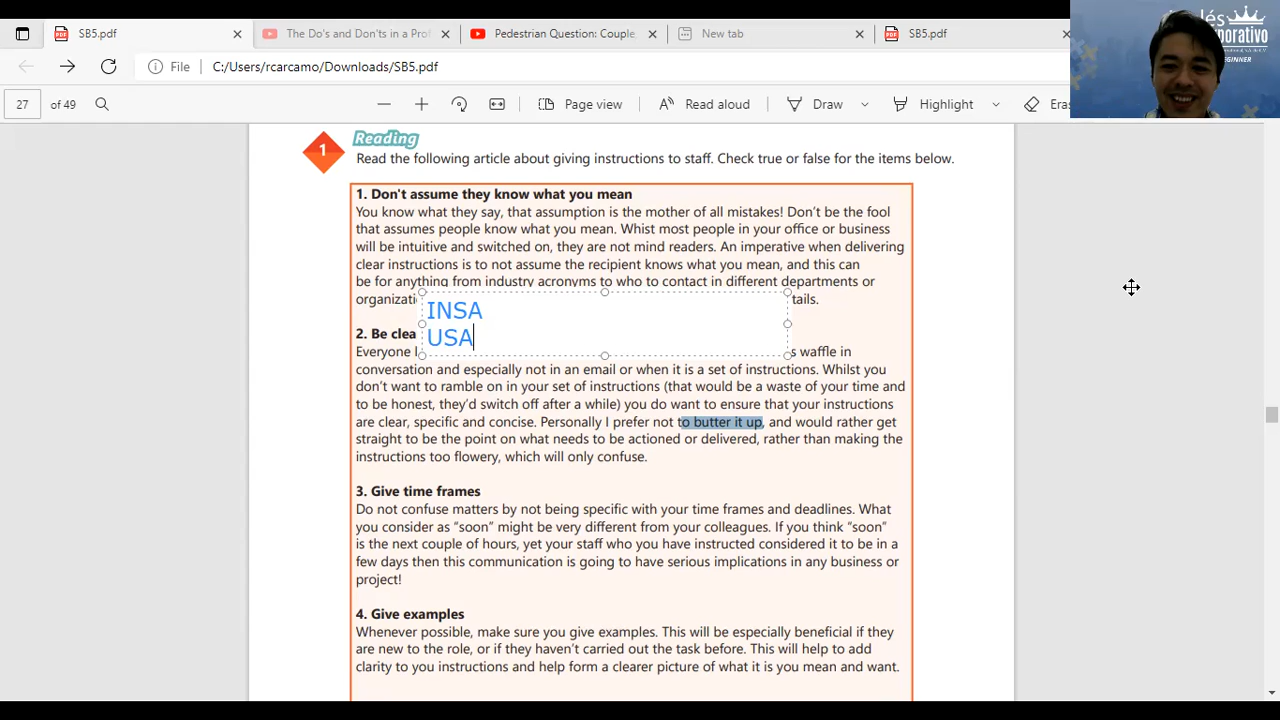 SB5.pdf
The Do's and Don'ts in a Prof
Pedestrian Question: Couple
New tab
SB5.pdf
File
C:/Users/rcarcamo/Downloads/SB5.pdf
27 of 49
Page view
Read aloud
Draw
Highlight
Eras
EGINNER
1
Reading
Read the following article about giving instructions to staff. Check true or false for the items below.
1. Don't assume they know what you mean
You know what they say, that assumption is the mother of all mistakes! Don't be the fool
that assumes people know what you mean. Whist most people in your office or business
will be intuitive and switched on, they are not mind readers. An imperative when delivering
clear instructions is to not assume the recipient knows what you mean, and this can
be for anything from industry acronyms to who to contact in different departments or
organizati tails.
INSA
USA
2. Be clea
Everyone s waffle in
conversation and especially not in an email or when it is a set of instructions. Whilst you
don't want to ramble on in your set of instructions (that would be a waste of your time and
to be honest, they'd switch off after a while) you do want to ensure that your instructions
are clear, specific and concise. Personally I prefer not to butter it up, and would rather get
straight to be the point on what needs to be actioned or delivered, rather than making the
instructions too flowery, which will only confuse.
3. Give time frames
Do not confuse matters by not being specific with your time frames and deadlines. What
you consider as “soon” might be very different from your colleagues. If you think “soon”
is the next couple of hours, yet your staff who you have instructed considered it to be in a
few days then this communication is going to have serious implications in any business or
project!
4. Give examples
Whenever possible, make sure you give examples. This will be especially beneficial if they
are new to the role, or if they haven't carried out the task before. This will help to add
clarity to you instructions and help form a clearer picture of what it is you mean and want.